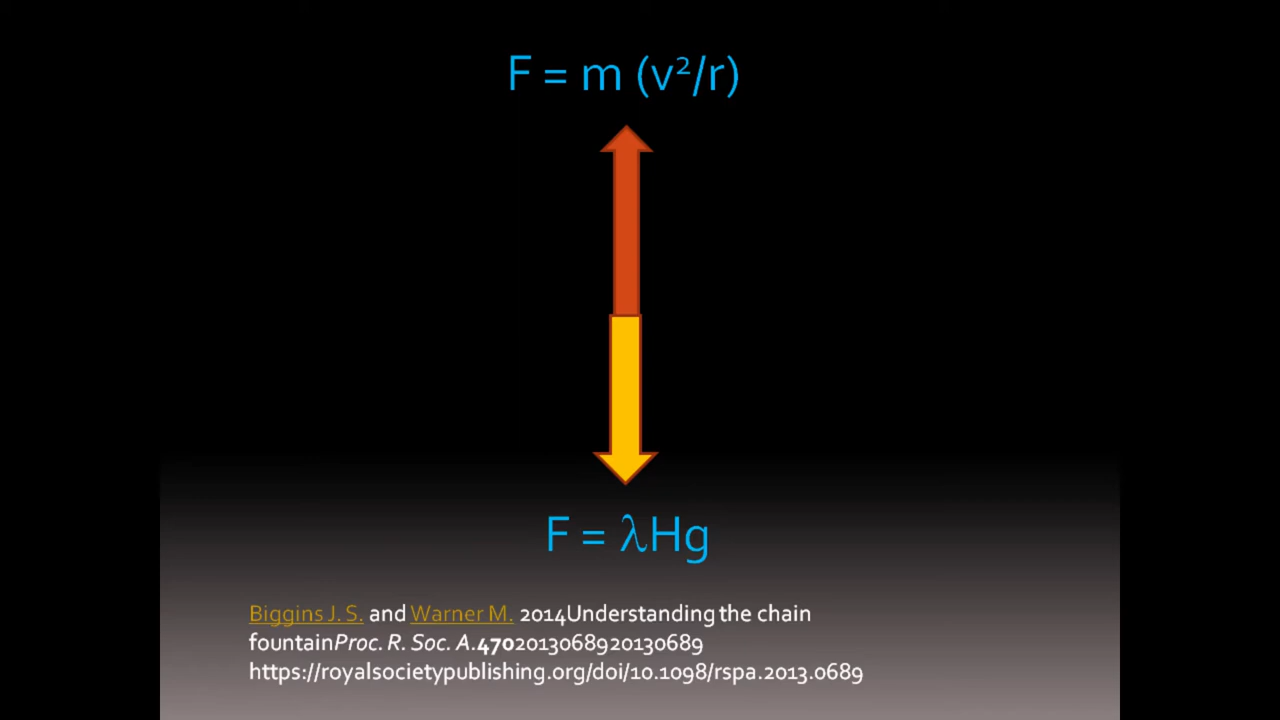 F = m (v²/r)
F = λHg
Biggins J. S. and Warner M. 2014Understanding the chain
fountainProc. R. Soc. A.4702013068920130689
https://royalsocietypublishing.org/doi/10.1098/rspa.2013.0689